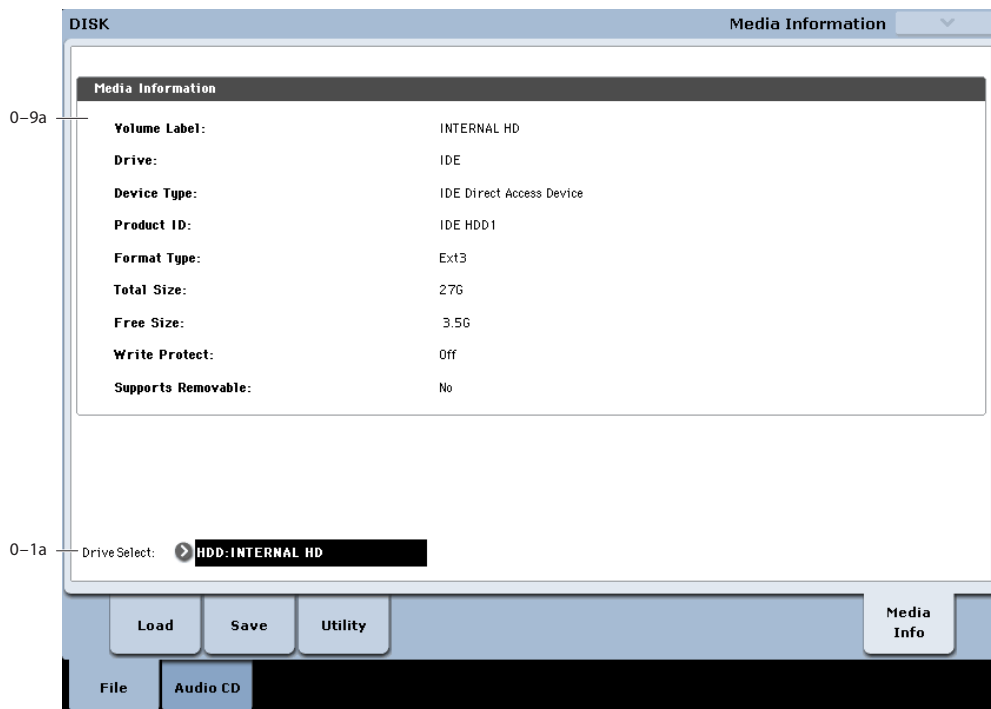 DISK Media Information
Media Information
0–9a
Volume Label: INTERNAL HD
Drive: IDE
Device Type: IDE Direct Access Device
Product ID: IDE HDD1
Format Type: Ext3
Total Size: 27G
Free Size: 3.5G
Write Protect: Off
Supports Removable: No
0–1a
Drive Select: HDD:INTERNAL HD
Load Save Utility Media
Info
File Audio CD